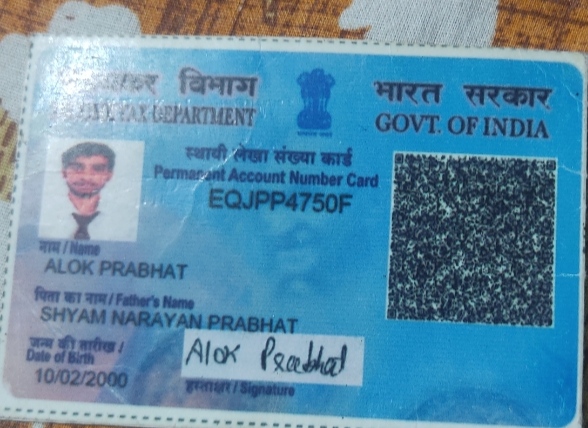 आयकर विभाग
INCOME TAX DEPARTMENT
भारत सरकार
GOVT. OF INDIA
स्थायी लेखा संख्या कार्ड
Permanent Account Number Card
EQJPP4750F
नाम / Name
ALOK PRABHAT
पिता का नाम / Father's Name
SHYAM NARAYAN PRABHAT
जन्म की तारीख /
Date of Birth
10/02/2000
Alok Prabhat
हस्ताक्षर / Signature